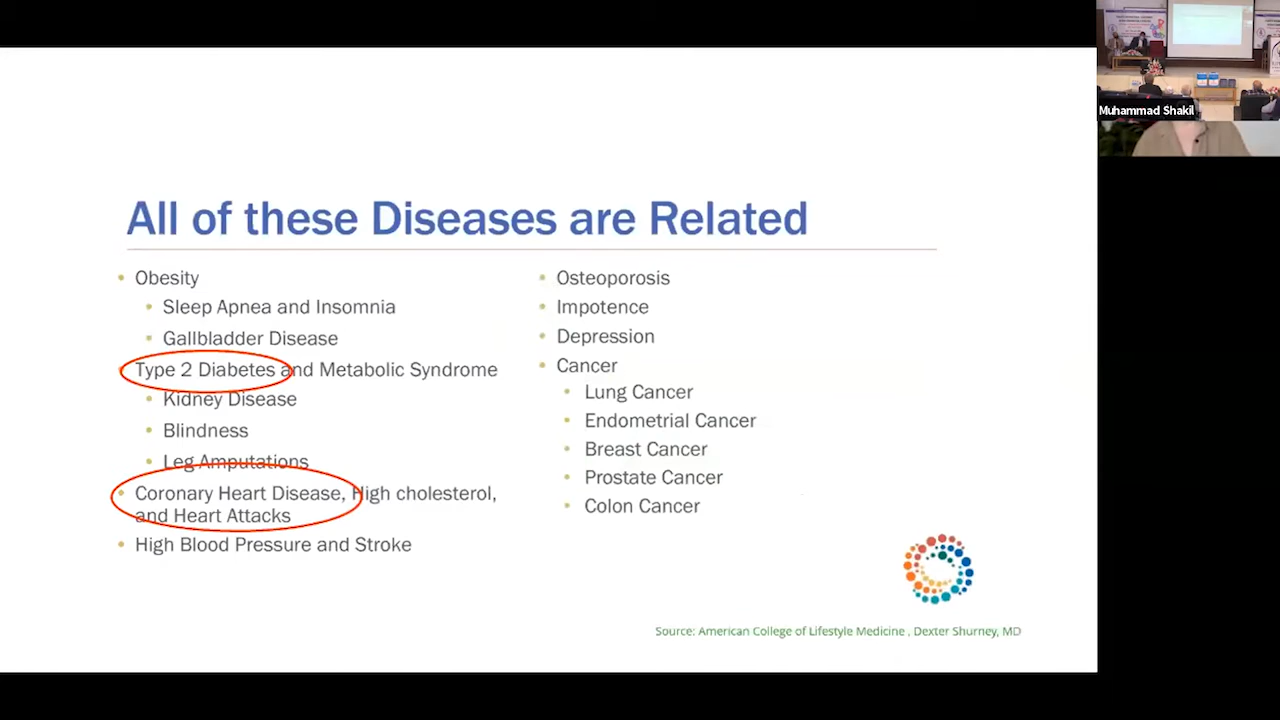 All of these Diseases are Related
• Obesity
• Sleep Apnea and Insomnia
• Gallbladder Disease
• Type 2 Diabetes and Metabolic Syndrome
• Kidney Disease
• Blindness
• Leg Amputations
• Coronary Heart Disease, High cholesterol,
and Heart Attacks
• High Blood Pressure and Stroke
• Osteoporosis
• Impotence
• Depression
• Cancer
• Lung Cancer
• Endometrial Cancer
• Breast Cancer
• Prostate Cancer
• Colon Cancer
Source: American College of Lifestyle Medicine , Dexter Shurney, MD
Muhammad Shakil